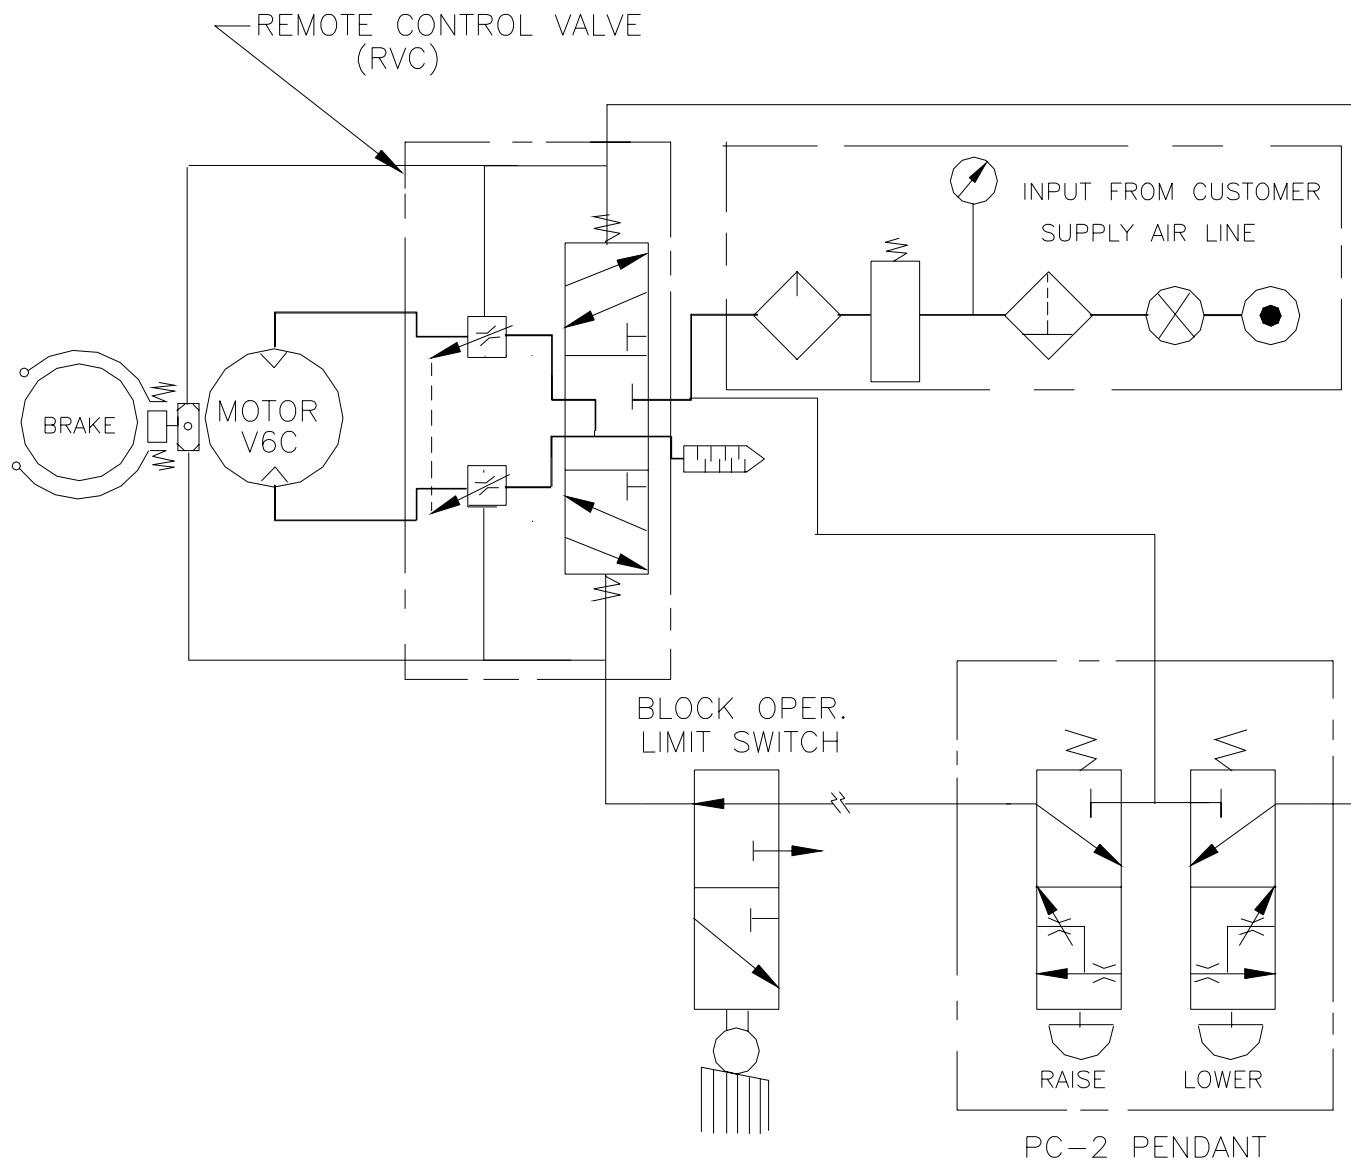 REMOTE CONTROL VALVE
(RVC)
INPUT FROM CUSTOMER
SUPPLY AIR LINE
BRAKE
MOTOR
V6C
BLOCK OPER.
LIMIT SWITCH
RAISE
LOWER
PC-2 PENDANT